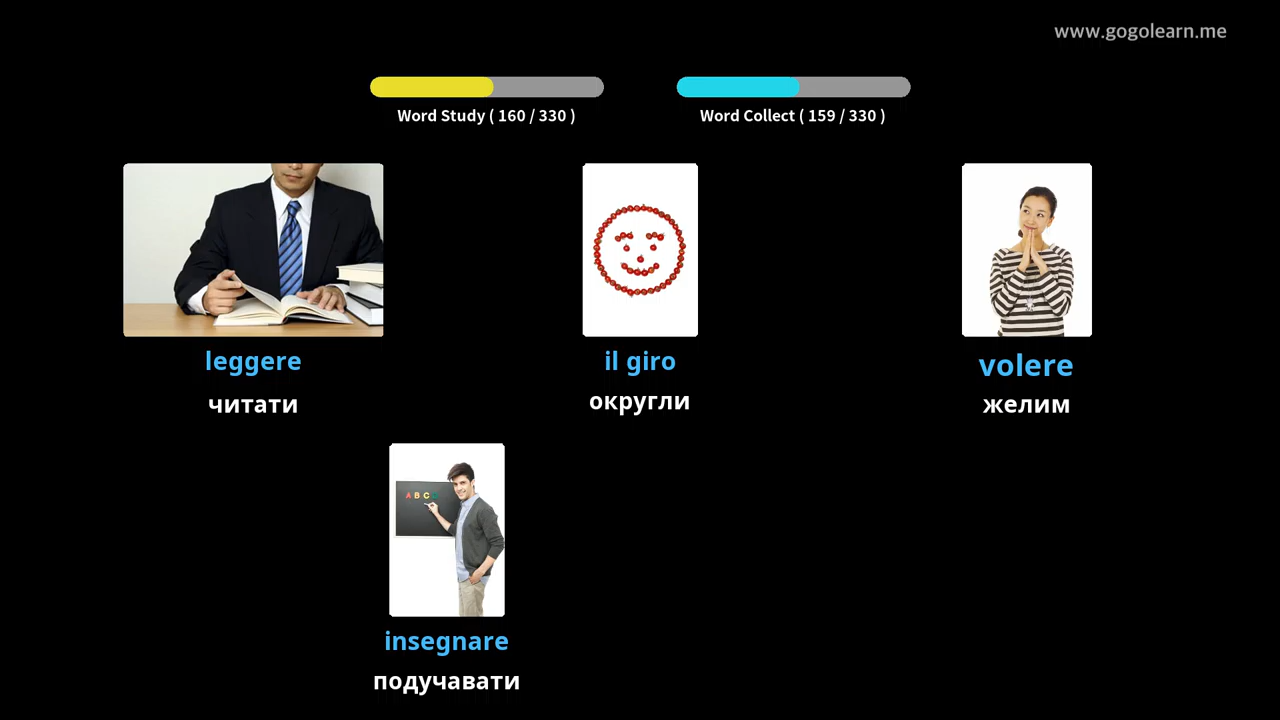 www.gogolearn.me
Word Study ( 160 / 330 )
Word Collect ( 159 / 330 )
leggere
читати
il giro
округли
volere
желим
A B C
insegnare
подучавати